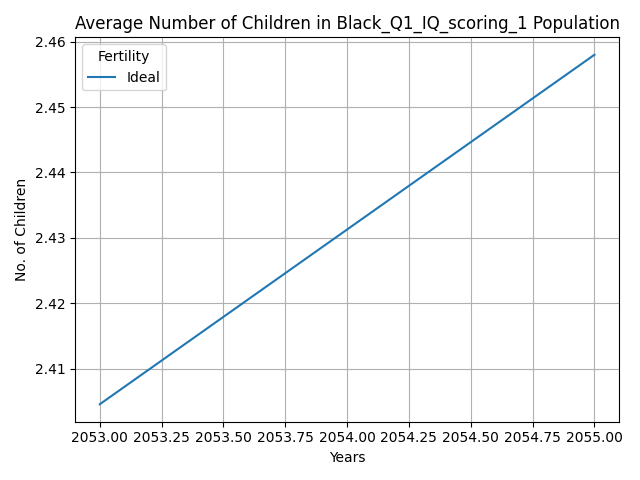 Average Number of Children in Black_Q1_IQ_scoring_1 Population
2.46
Fertility
Ideal
2.45
2.44
2.43
2.42
2.41
No. of Children
2053.00 2053.25 2053.50 2053.75 2054.00 2054.25 2054.50 2054.75 2055.00
Years